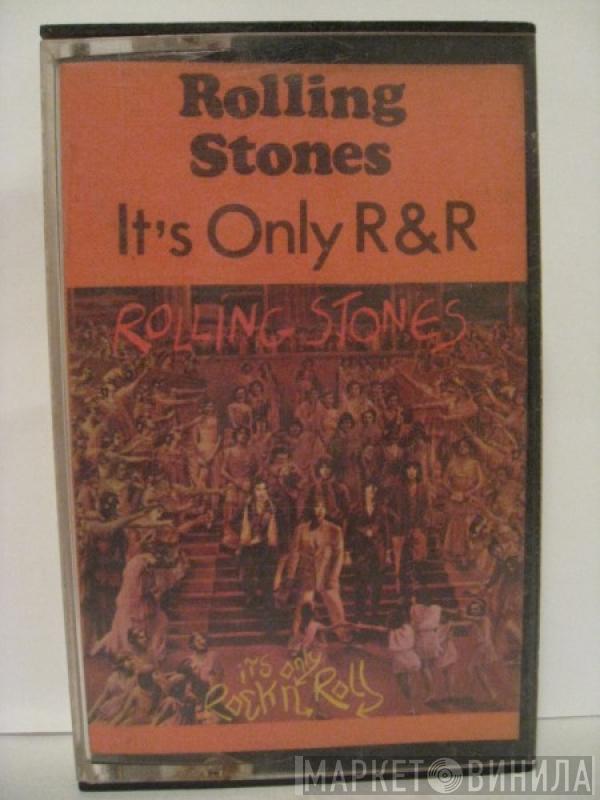 Rolling
Stones
It's Only R&R
ROLLING STONES
it's only
Rock'n Roll
МАРКЕТ ВИНИЛА